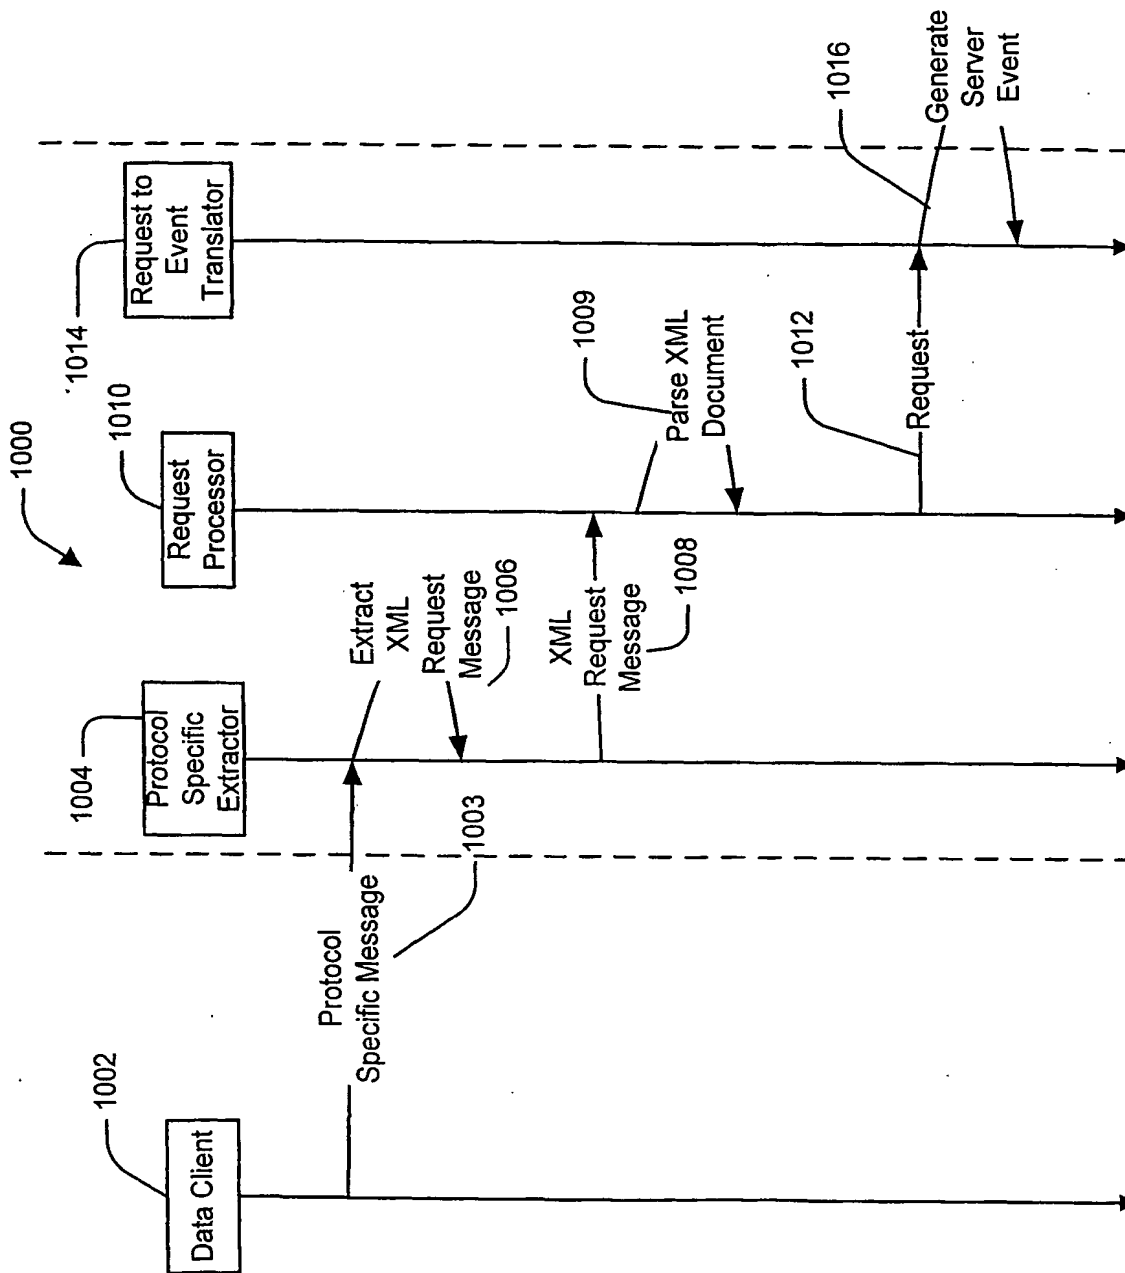 1000
1002
Data Client
1004
Protocol
Specific
Extractor
1010
Request
Processor
1014
Request to
Event
Translator
Protocol
Specific Message
1003
Extract
XML
Request
Message
1006
XML
Request
Message
1008
1009
Parse XML
Document
1012
Request
1016
Generate
Server
Event